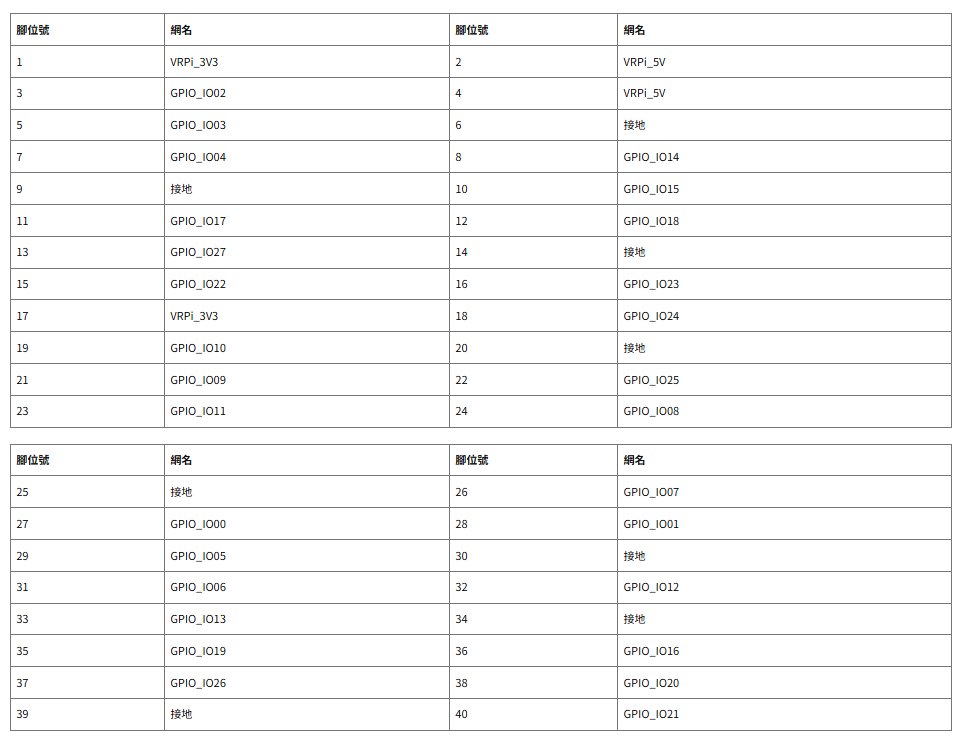 腳位號 網名 腳位號 網名
1 VRPi_3V3 2 VRPi_5V
3 GPIO_IO02 4 VRPi_5V
5 GPIO_IO03 6 接地
7 GPIO_IO04 8 GPIO_IO14
9 接地 10 GPIO_IO15
11 GPIO_IO17 12 GPIO_IO18
13 GPIO_IO27 14 接地
15 GPIO_IO22 16 GPIO_IO23
17 VRPi_3V3 18 GPIO_IO24
19 GPIO_IO10 20 接地
21 GPIO_IO09 22 GPIO_IO25
23 GPIO_IO11 24 GPIO_IO08
腳位號 網名 腳位號 網名
25 接地 26 GPIO_IO07
27 GPIO_IO00 28 GPIO_IO01
29 GPIO_IO05 30 接地
31 GPIO_IO06 32 GPIO_IO12
33 GPIO_IO13 34 接地
35 GPIO_IO19 36 GPIO_IO16
37 GPIO_IO26 38 GPIO_IO20
39 接地 40 GPIO_IO21